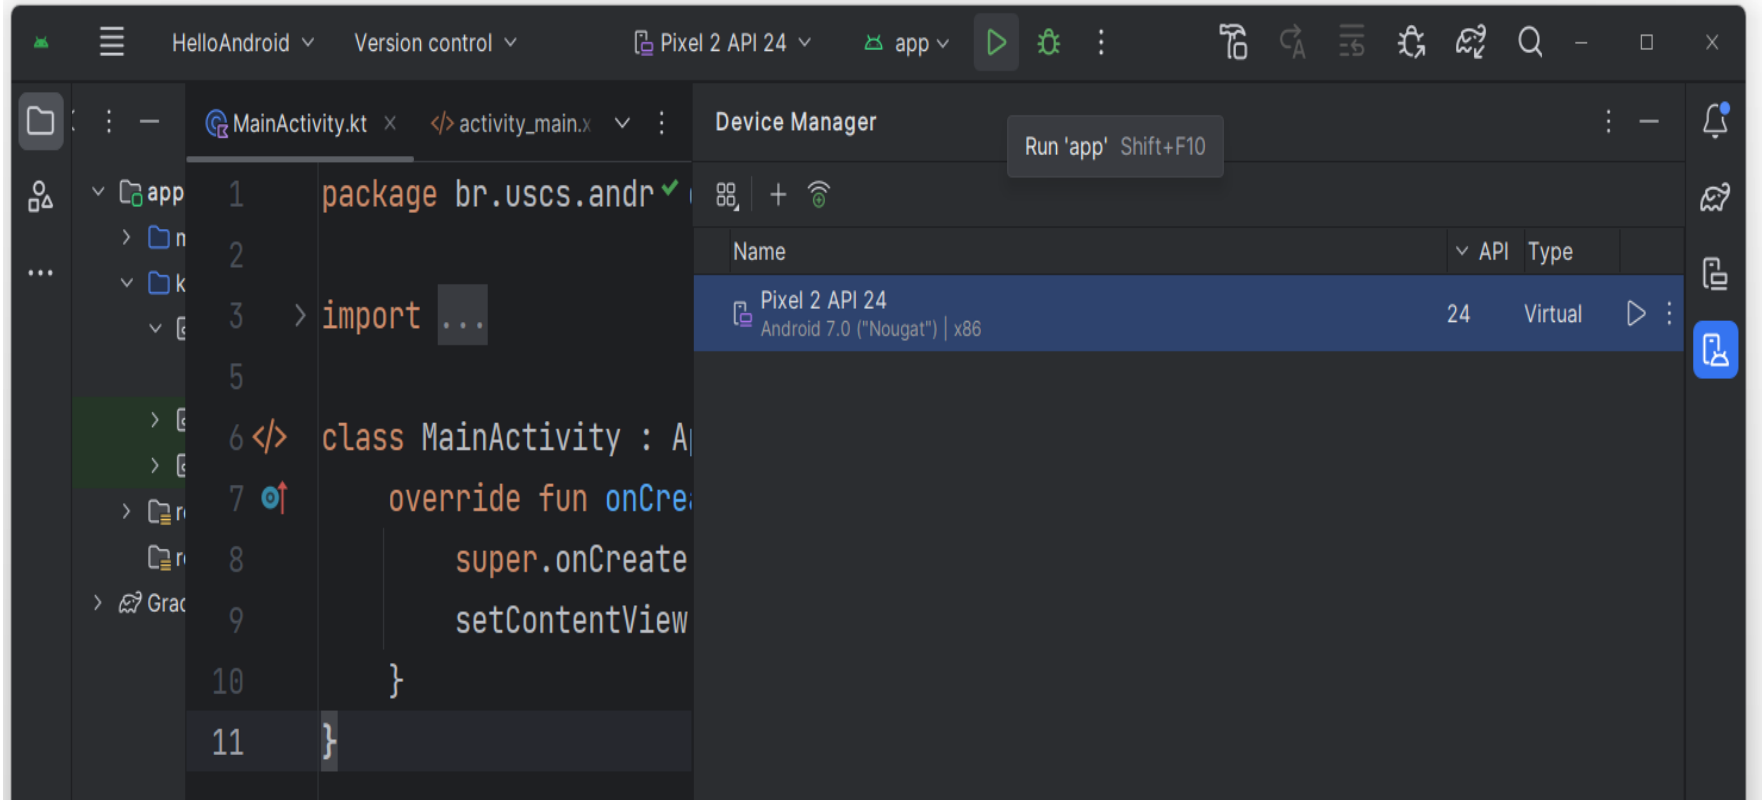 HelloAndroid
Version control
Pixel 2 API 24
app
MainActivity.kt
activity_main.x
Device Manager
Run 'app' Shift+F10
app
m
k
Grad
1 package br.uscs.andr
2
3 import ...
5
6 class MainActivity : Ap
7 override fun onCrea
8 super.onCreate
9 setContentView
10 }
11 }
Name API Type
Pixel 2 API 24
Android 7.0 ("Nougat") | x86
24 Virtual